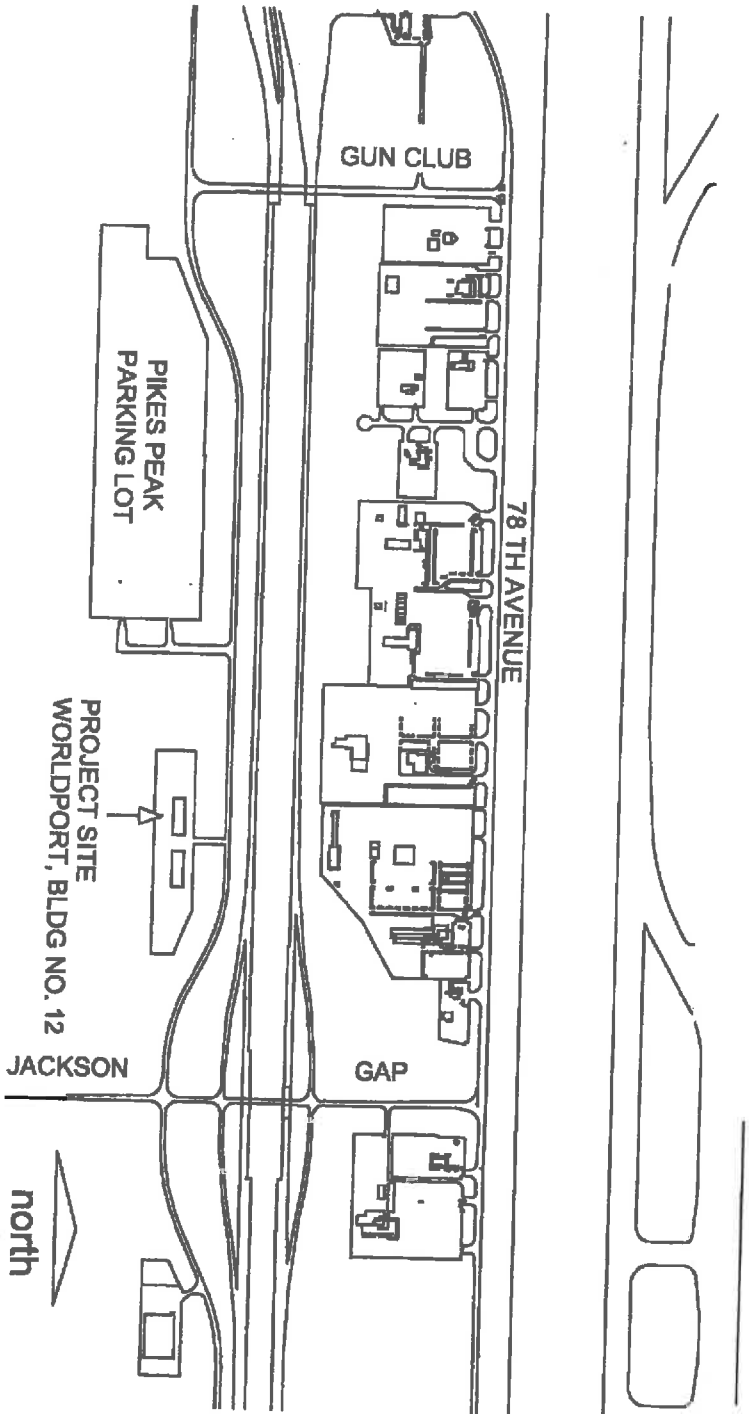 GUN CLUB
78 TH AVENUE
PIKES PEAK
PARKING LOT
PROJECT SITE
WORLDPORT, BLDG NO. 12
JACKSON GAP
north